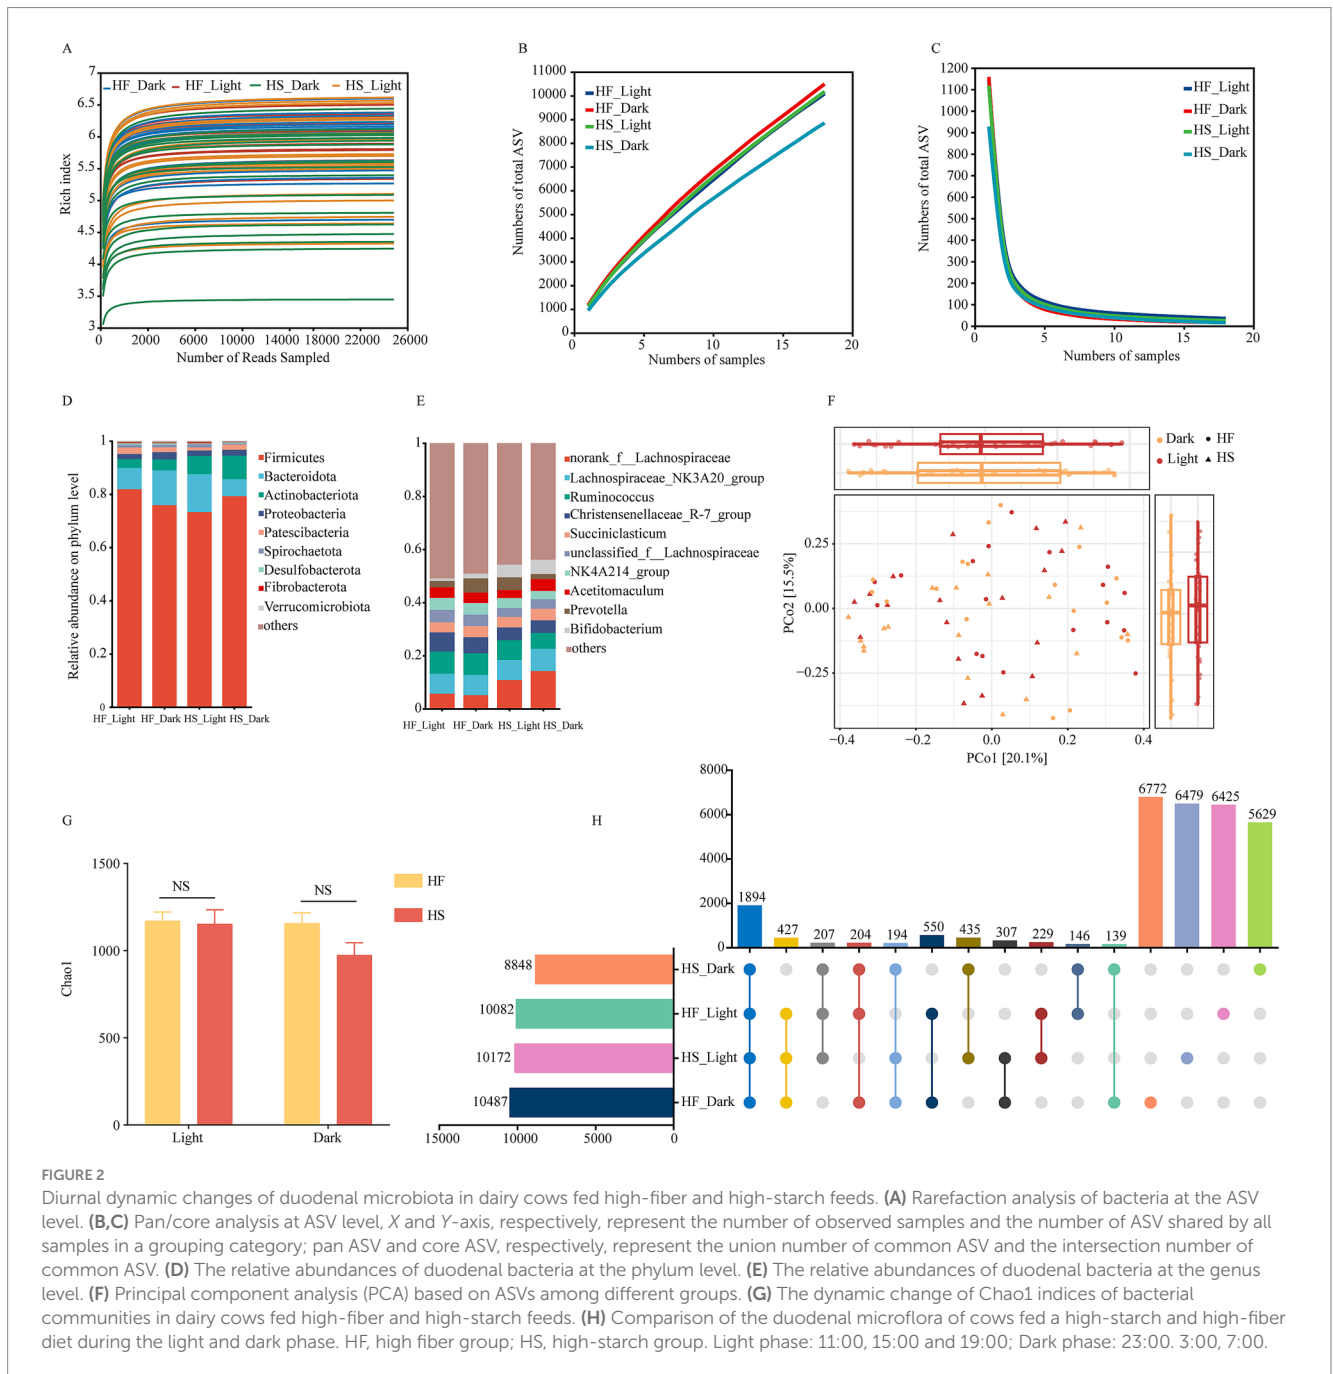 A
7
6.5
6
5.5
5
4.5
4
3.5
3
HF_Dark HF_Light HS_Dark HS_Light
Rich index
0 2000 6000 10000 14000 18000 22000 26000
Number of Reads Sampled
B
11000
10000
9000
8000
7000
6000
5000
4000
3000
2000
1000
0
HF_Light
HF_Dark
HS_Light
HS_Dark
Numbers of total ASV
0 5 10 15 20
Numbers of samples
C
1200
1100
1000
900
800
700
600
500
400
300
200
100
0
HF_Light
HF_Dark
HS_Light
HS_Dark
Numbers of total ASV
0 5 10 15 20
Numbers of samples
D
1
0.8
0.6
0.4
0.2
0
Relative abundance on phylum level
HF_Light HF_Dark HS_Light HS_Dark
Firmicutes
Bacteroidota
Actinobacteriota
Proteobacteria
Patescibacteria
Spirochaetota
Desulfobacterota
Fibrobacterota
Verrucomicrobiota
others
E
1
0.8
0.6
0.4
0.2
0
HF_Light HF_Dark HS_Light HS_Dark
norank_f__Lachnospiraceae
Lachnospiraceae_NK3A20_group
Ruminococcus
Christensenellaceae_R-7_group
Succiniclasticum
unclassified_f__Lachnospiraceae
NK4A214_group
Acetitomaculum
Prevotella
Bifidobacterium
others
F
Dark HF
Light HS
0.25
0.00
−0.25
PCo2 [15.5%]
−0.4 −0.2 0.0 0.2 0.4
PCo1 [20.1%]
G
1500
1000
500
0
Chao1
NS NS
HF
HS
Light Dark
H
8000
6000
4000
2000
0
1894 427 207 204 194 550 435 307 229 146 139 6772 6479 6425 5629
8848 HS_Dark
10082 HF_Light
10172 HS_Light
10487 HF_Dark
15000 10000 5000 0
FIGURE 2
Diurnal dynamic changes of duodenal microbiota in dairy cows fed high-fiber and high-starch feeds. (A) Rarefaction analysis of bacteria at the ASV
level. (B,C) Pan/core analysis at ASV level, X and Y-axis, respectively, represent the number of observed samples and the number of ASV shared by all
samples in a grouping category; pan ASV and core ASV, respectively, represent the union number of common ASV and the intersection number of
common ASV. (D) The relative abundances of duodenal bacteria at the phylum level. (E) The relative abundances of duodenal bacteria at the genus
level. (F) Principal component analysis (PCA) based on ASVs among different groups. (G) The dynamic change of Chao1 indices of bacterial
communities in dairy cows fed high-fiber and high-starch feeds. (H) Comparison of the duodenal microflora of cows fed a high-starch and high-fiber
diet during the light and dark phase. HF, high fiber group; HS, high-starch group. Light phase: 11:00, 15:00 and 19:00; Dark phase: 23:00. 3:00, 7:00.